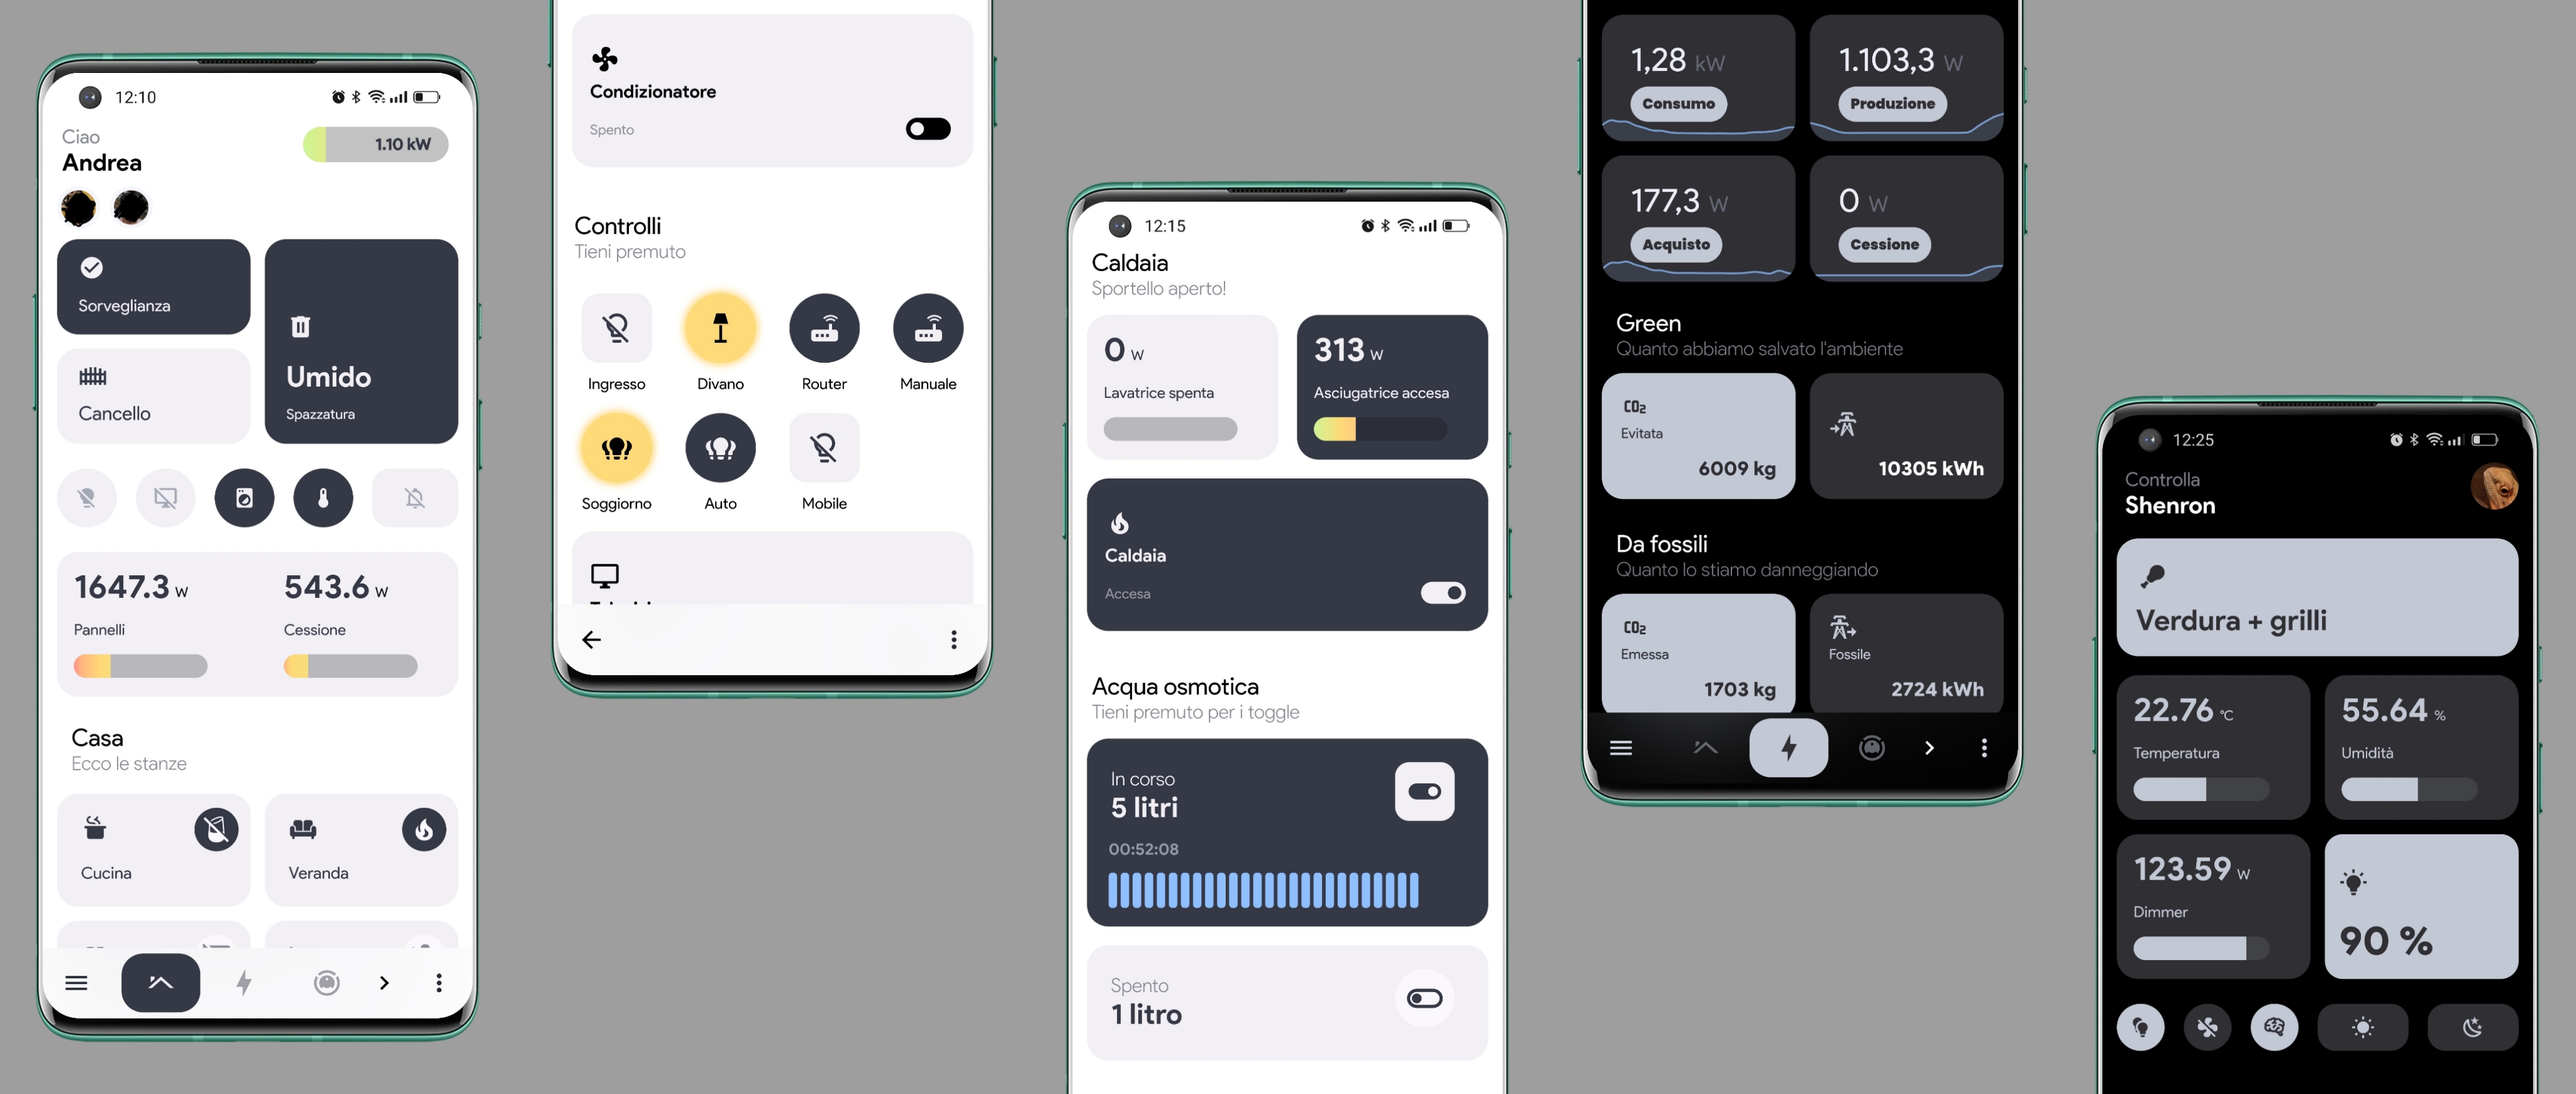 12:10
Ciao
Andrea
1.10 kW
Sorveglianza
Cancello
Umido
Spazzatura
1647.3 W
Pannelli
543.6 W
Cessione
Casa
Ecco le stanze
Cucina
Veranda
Condizionatore
Spento
Controlli
Tieni premuto
Ingresso
Divano
Router
Manuale
Soggiorno
Auto
Mobile
12:15
Caldaia
Sportello aperto!
0 W
Lavatrice spenta
313 W
Asciugatrice accesa
Caldaia
Accesa
Acqua osmotica
Tieni premuto per i toggle
In corso
5 litri
00:52:08
Spento
1 litro
1,28 kW
Consumo
1.103,3 W
Produzione
177,3 W
Acquisto
0 W
Cessione
Green
Quanto abbiamo salvato l'ambiente
CO2
Evitata
6009 kg
10305 kWh
Da fossili
Quanto lo stiamo danneggiando
CO2
Emessa
1703 kg
Fossile
2724 kWh
12:25
Controlla
Shenron
Verdura + grilli
22.76 °C
Temperatura
55.64 %
Umidità
123.59 W
Dimmer
90 %